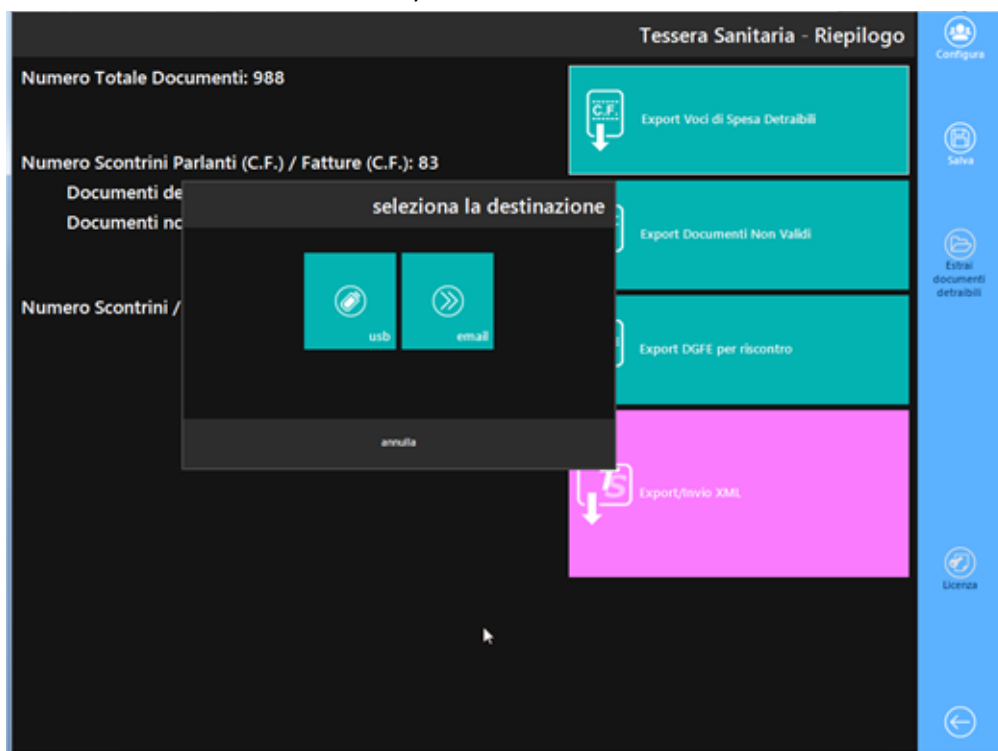 Tessera Sanitaria - Riepilogo
Configura
Numero Totale Documenti: 988
C.F.
Export Voci di Spesa Detraibili
Salva
Numero Scontrini Parlanti (C.F.) / Fatture (C.F.): 83
Documenti de
Documenti nc
seleziona la destinazione
Export Documenti Non Validi
Estrai
documenti
detraibili
Numero Scontrini /
usb
email
Export DGFE per riscontro
annulla
TS
Export/Invio XML
Licenza